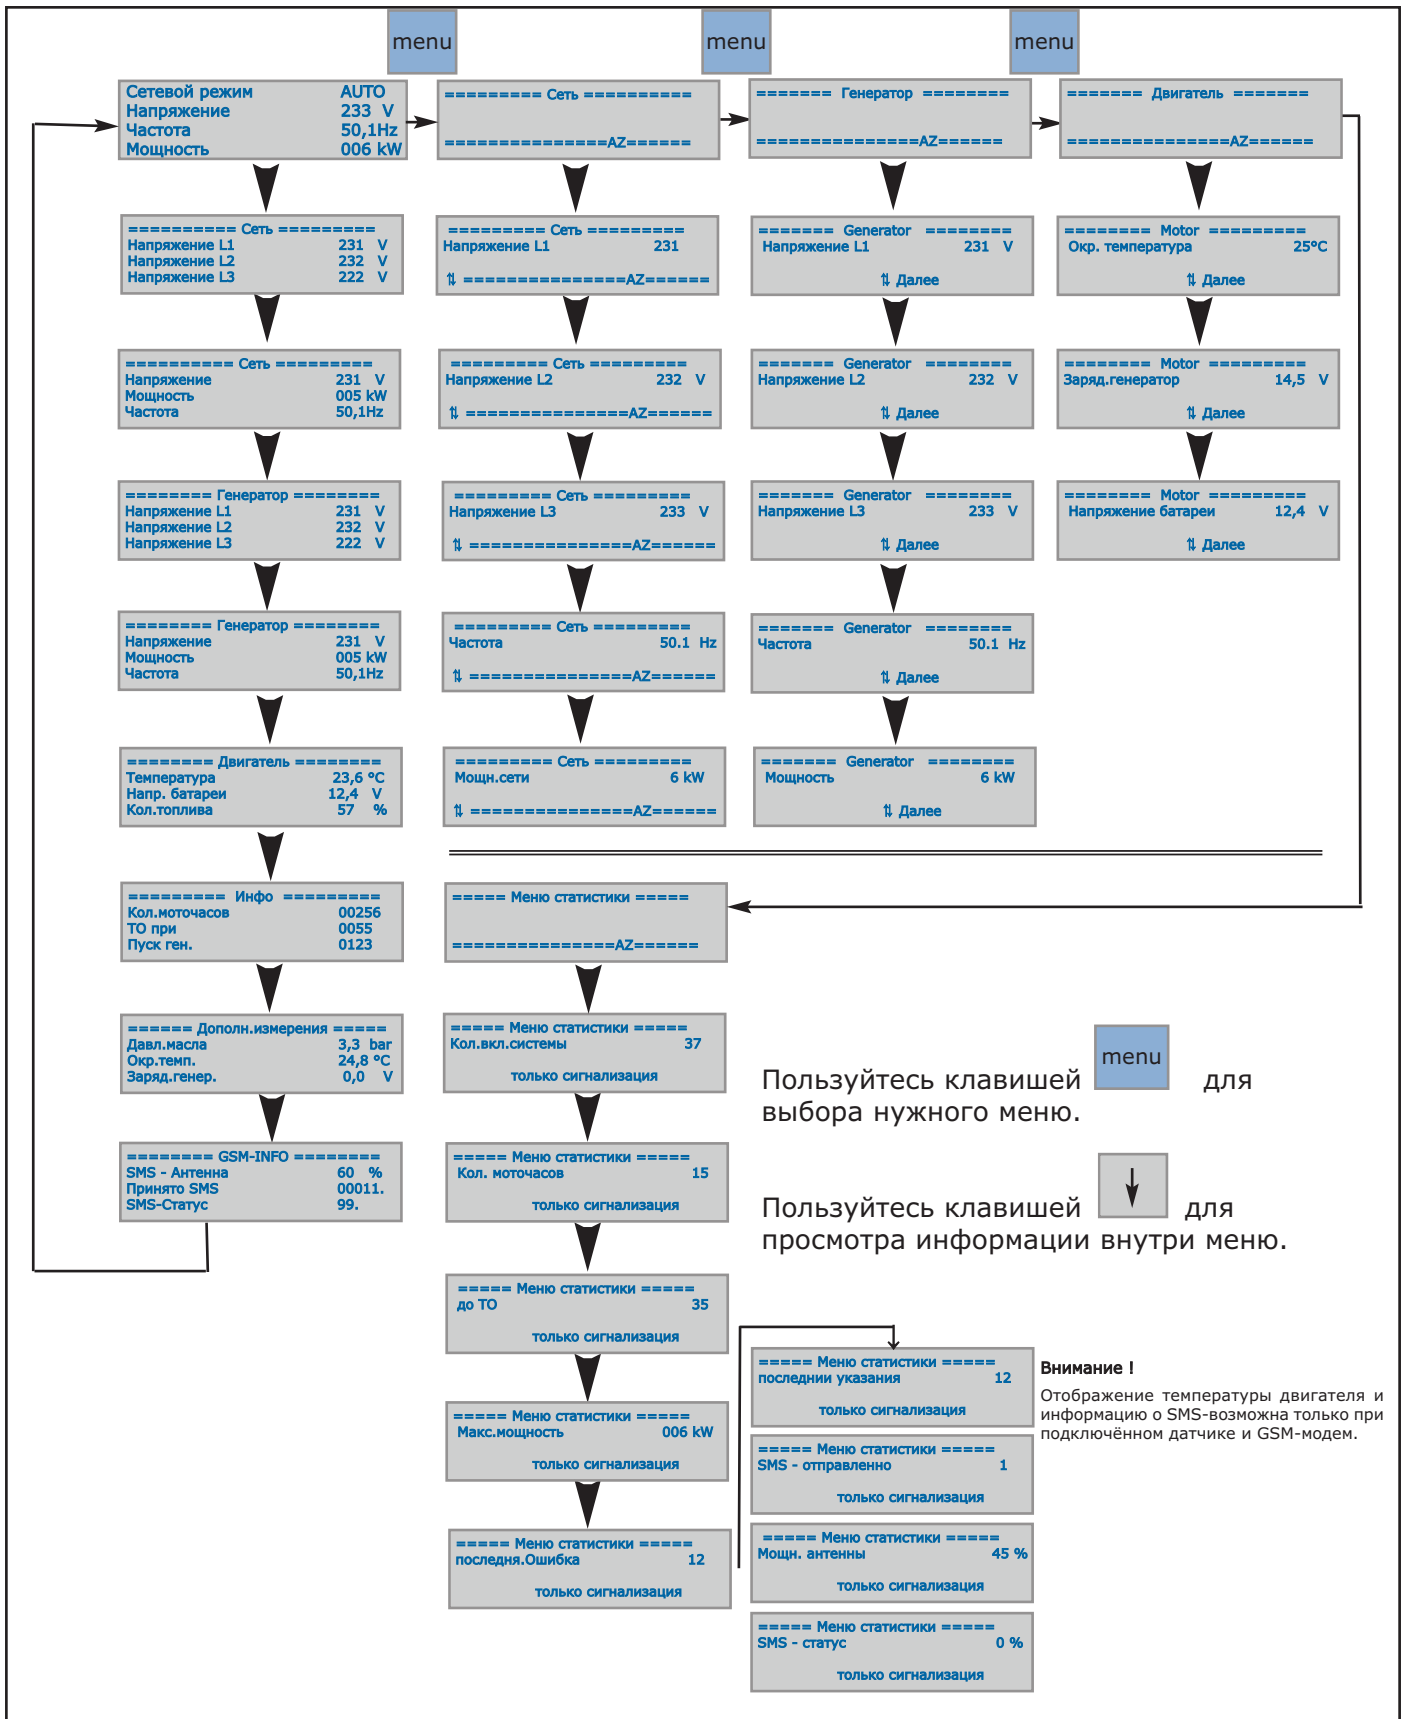 menu
menu
menu
Сетевой режим AUTO
Напряжение 233 V
Частота 50,1Hz
Мощность 006 kW
========== Сеть =========
Напряжение L1 231 V
Напряжение L2 232 V
Напряжение L3 222 V
========== Сеть =========
Напряжение 231 V
Мощность 005 kW
Частота 50,1Hz
======== Генератор ========
Напряжение L1 231 V
Напряжение L2 232 V
Напряжение L3 222 V
======== Генератор ========
Напряжение 231 V
Мощность 005 kW
Частота 50,1Hz
======== Двигатель ========
Температура 23,6 °C
Напр. батареи 12,4 V
Кол.топлива 57 %
========= Инфо =========
Кол.моточасов 00256
ТО при 0055
Пуск ген. 0123
====== Дополн.измерения =====
Давл.масла 3,3 bar
Окр.темп. 24,8 °C
Заряд.генер. 0,0 V
======== GSM-INFO ========
SMS - Антенна 60 %
Принято SMS 00011.
SMS-Статус 99.
========= Сеть ==========
===============AZ======
========= Сеть =========
Напряжение L1 231
⇅ ===============AZ======
========= Сеть =========
Напряжение L2 232 V
⇅ ===============AZ======
========= Сеть =========
Напряжение L3 233 V
⇅ ===============AZ======
========= Сеть =========
Частота 50.1 Hz
⇅ ===============AZ======
========= Сеть =========
Мощн.сети 6 kW
⇅ ===============AZ======
======= Генератор ========
===============AZ======
======= Generator ========
Напряжение L1 231 V
⇅ Далее
======= Generator ========
Напряжение L2 232 V
⇅ Далее
======= Generator ========
Напряжение L3 233 V
⇅ Далее
======= Generator ========
Частота 50.1 Hz
⇅ Далее
======= Generator ========
Мощность 6 kW
⇅ Далее
======= Двигатель =======
===============AZ======
======== Motor =========
Окр. температура 25°C
⇅ Далее
======== Motor =========
Заряд.генератор 14,5 V
⇅ Далее
======== Motor =========
Напряжение батареи 12,4 V
⇅ Далее
===== Меню статистики =====
===============AZ======
===== Меню статистики =====
Кол.вкл.системы 37
только сигнализация
===== Меню статистики =====
Кол. моточасов 15
только сигнализация
===== Меню статистики =====
до ТО 35
только сигнализация
===== Меню статистики =====
Макс.мощность 006 kW
только сигнализация
===== Меню статистики =====
последня.Ошибка 12
только сигнализация
===== Меню статистики =====
последнии указания 12
только сигнализация
===== Меню статистики =====
SMS - отправленно 1
только сигнализация
===== Меню статистики =====
Мощн. антенны 45 %
только сигнализация
===== Меню статистики =====
SMS - статус 0 %
только сигнализация
Пользуйтесь клавишей menu для
выбора нужного меню.
Пользуйтесь клавишей ↓ для
просмотра информации внутри меню.
Внимание !
Отображение температуры двигателя и
информацию о SMS-возможна только при
подключённом датчике и GSM-модем.